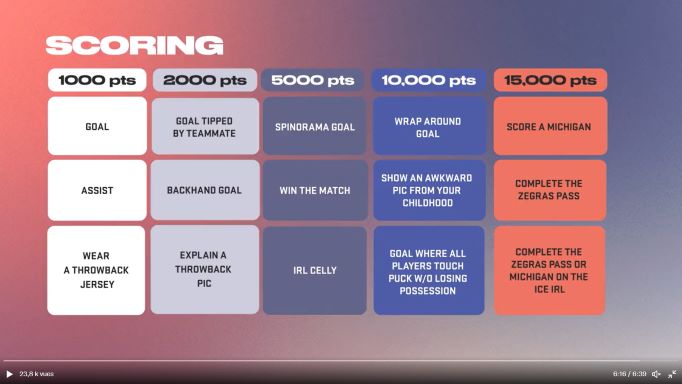 SCORING
1000 pts
2000 pts
5000 pts
10,000 pts
15,000 pts
GOAL
GOAL TIPPED
BY TEAMMATE
SPINORAMA GOAL
WRAP AROUND
GOAL
SCORE A MICHIGAN
ASSIST
BACKHAND GOAL
WIN THE MATCH
SHOW AN AWKWARD
PIC FROM YOUR
CHILDHOOD
COMPLETE THE
ZEGRAS PASS
WEAR
A THROWBACK
JERSEY
EXPLAIN A
THROWBACK
PIC
IRL CELLY
GOAL WHERE ALL
PLAYERS TOUCH
PUCK W/O LOSING
POSSESSION
COMPLETE THE
ZEGRAS PASS OR
MICHIGAN ON THE
ICE IRL
23,8 k vues
6:16 / 6:39